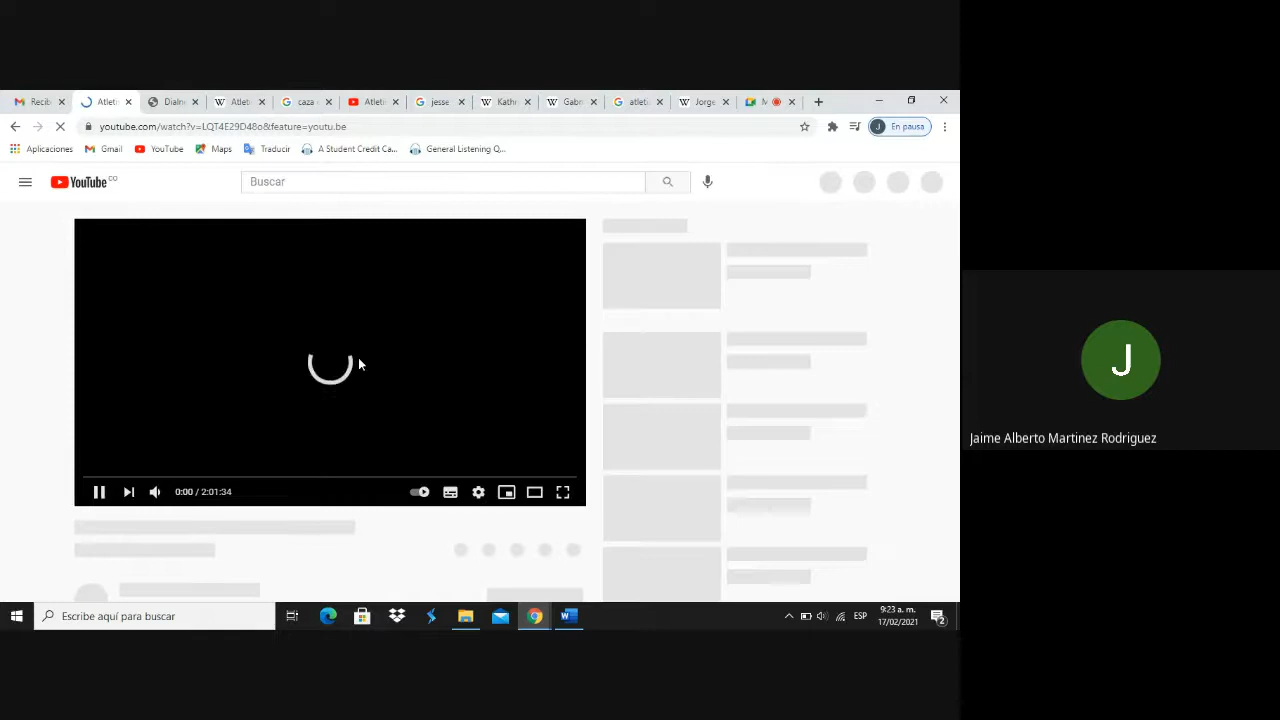 Recib
Atleti
Dialn
Atleti
caza c
Atleti
jesse
Kathr
Gabr
atleti
Jorge
M
youtube.com/watch?v=LQT4E29D48o&feature=youtu.be
En pausa
Aplicaciones
Gmail
YouTube
Maps
Traducir
A Student Credit Ca...
General Listening Q...
YouTube CO
Buscar
0:00 / 2:01:34
J
Jaime Alberto Martinez Rodriguez
Escribe aquí para buscar
ESP
9:23 a. m.
17/02/2021
2